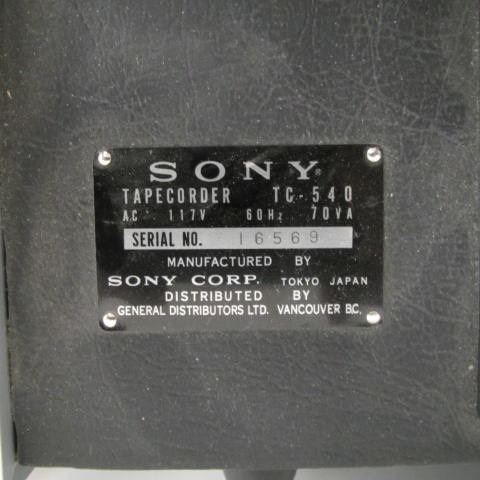 SONY®
TAPECORDER TC-540
AC 117V 60Hz 70VA
SERIAL NO. 16569
MANUFACTURED BY
SONY CORP. TOKYO JAPAN
DISTRIBUTED BY
GENERAL DISTRIBUTORS LTD. VANCOUVER B.C.